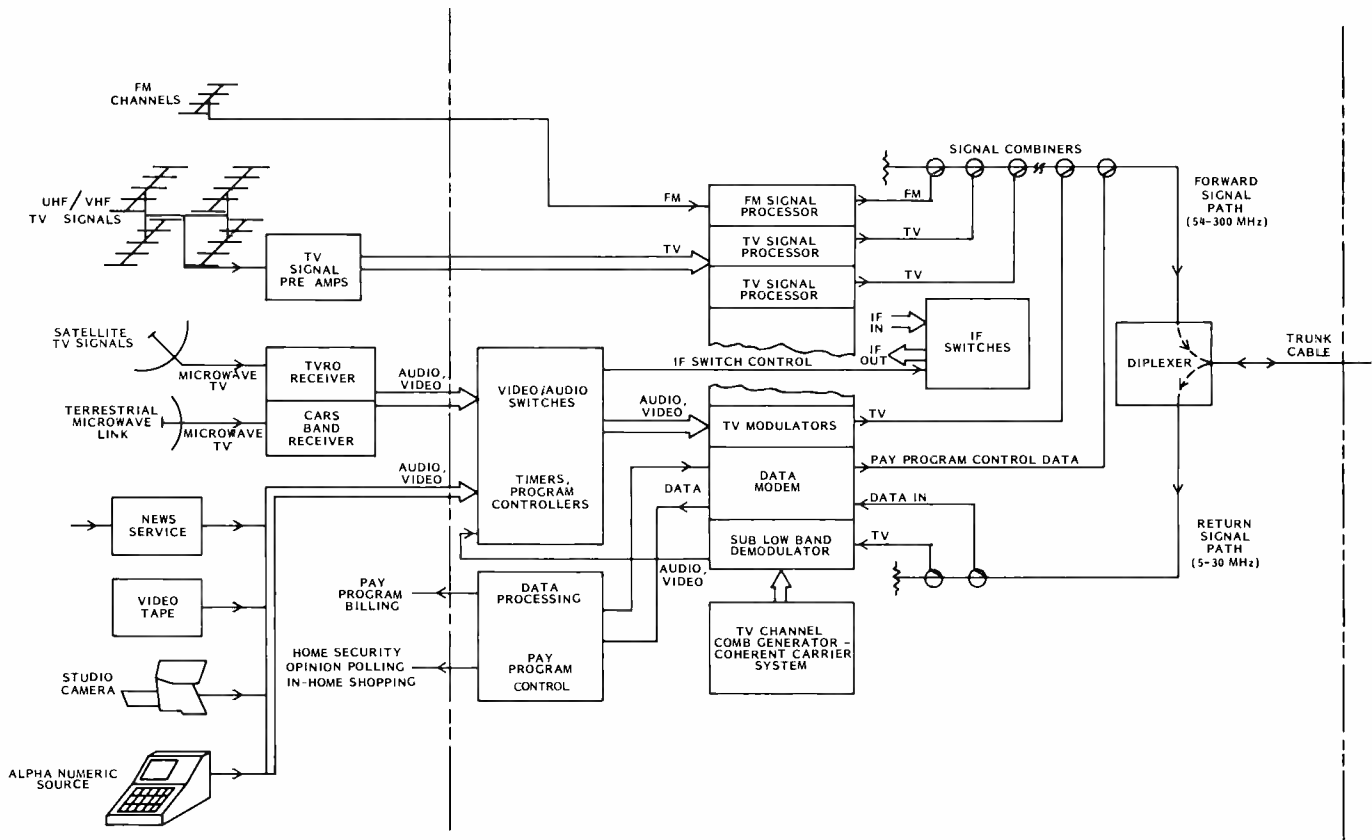 FM
CHANNELS
UHF/VHF
TV SIGNALS
TV
SIGNAL
PRE AMPS
SATELLITE
TV SIGNALS
MICROWAVE
TV
TVRO
RECEIVER
TERRESTRIAL
MICROWAVE
LINK
MICROWAVE
TV
CARS
BAND
RECEIVER
AUDIO,
VIDEO
AUDIO,
VIDEO
NEWS
SERVICE
VIDEO
TAPE
STUDIO
CAMERA
ALPHA NUMERIC
SOURCE
VIDEO/AUDIO
SWITCHES
TIMERS,
PROGRAM
CONTROLLERS
PAY
PROGRAM
BILLING
HOME SECURITY
OPINION POLLING
IN-HOME SHOPPING
DATA
PROCESSING
PAY
PROGRAM
CONTROL
FM
TV
FM SIGNAL
PROCESSOR
TV SIGNAL
PROCESSOR
TV SIGNAL
PROCESSOR
FM
TV
TV
SIGNAL COMBINERS
IF SWITCH CONTROL
IF
IN
IF
OUT
IF
SWITCHES
AUDIO,
VIDEO
TV MODULATORS
TV
DATA
MODEM
PAY PROGRAM CONTROL DATA
DATA
DATA IN
SUB LOW BAND
DEMODULATOR
TV
AUDIO,
VIDEO
TV CHANNEL
COMB GENERATOR –
COHERENT CARRIER
SYSTEM
FORWARD
SIGNAL
PATH
(54-300 MHz)
DIPLEXER
TRUNK
CABLE
RETURN
SIGNAL
PATH
(5-30 MHz)